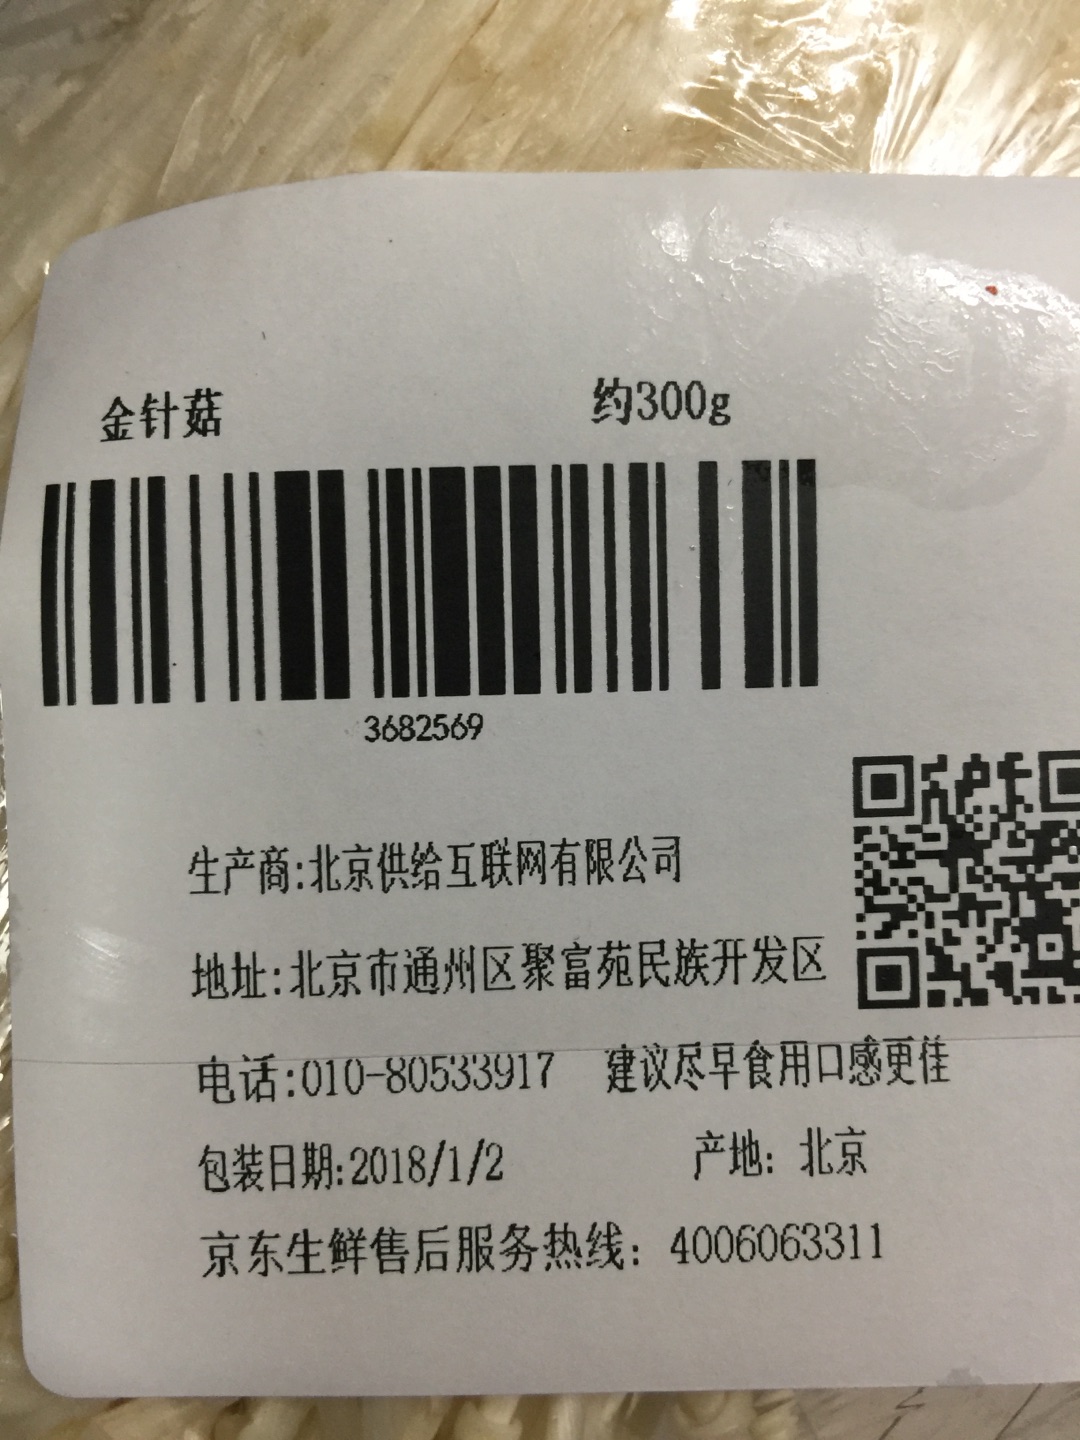 金针菇 约300g
3682569
生产商:北京供给互联网有限公司
地址:北京市通州区聚富苑民族开发区
电话:010-80533917 建议尽早食用口感更佳
包装日期:2018/1/2 产地: 北京
京东生鲜售后服务热线: 4006063311